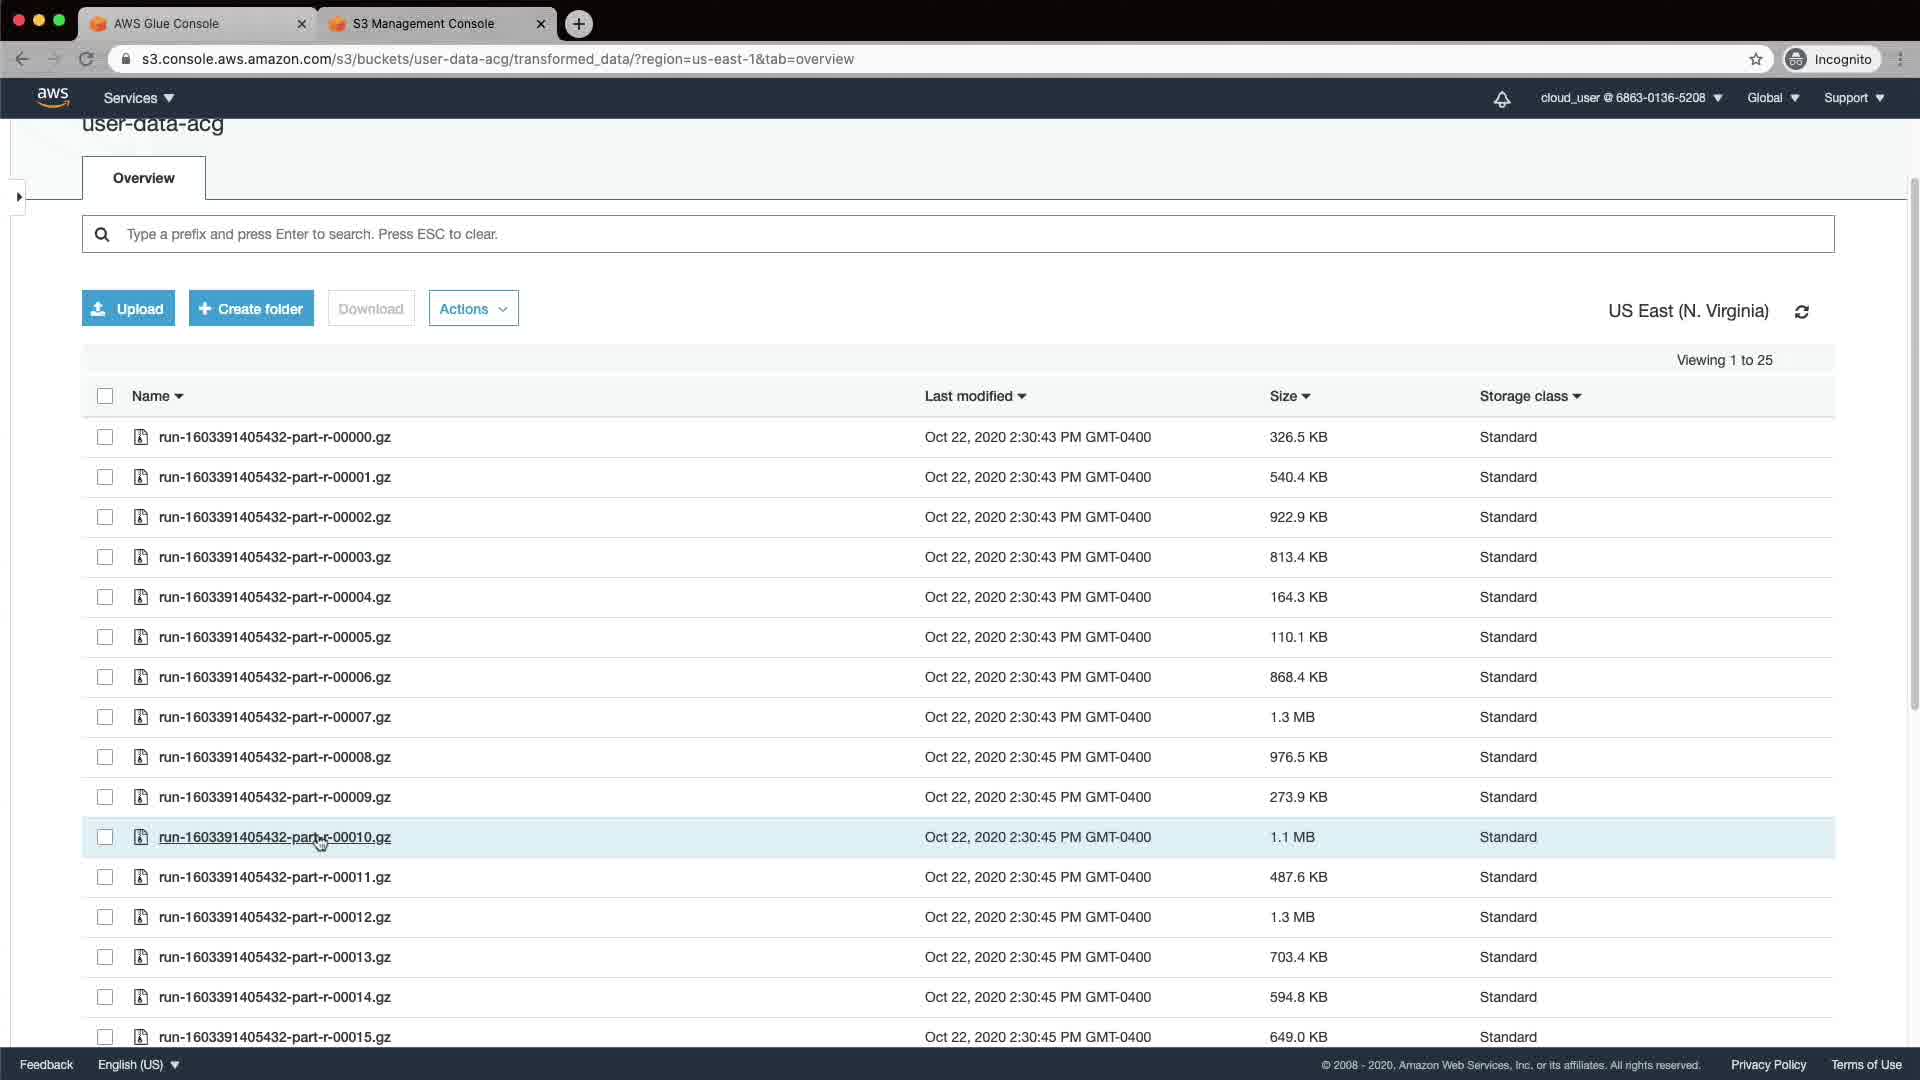 AWS Glue Console
S3 Management Console
s3.console.aws.amazon.com/s3/buckets/user-data-acg/transformed_data/?region=us-east-1&tab=overview
Incognito
aws
Services
cloud_user @ 6863-0136-5208
Global
Support
user-data-acg
Overview
Type a prefix and press Enter to search. Press ESC to clear.
Upload
Create folder
Download
Actions
US East (N. Virginia)
Viewing 1 to 25
Name Last modified Size Storage class
run-1603391405432-part-r-00000.gz Oct 22, 2020 2:30:43 PM GMT-0400 326.5 KB Standard
run-1603391405432-part-r-00001.gz Oct 22, 2020 2:30:43 PM GMT-0400 540.4 KB Standard
run-1603391405432-part-r-00002.gz Oct 22, 2020 2:30:43 PM GMT-0400 922.9 KB Standard
run-1603391405432-part-r-00003.gz Oct 22, 2020 2:30:43 PM GMT-0400 813.4 KB Standard
run-1603391405432-part-r-00004.gz Oct 22, 2020 2:30:43 PM GMT-0400 164.3 KB Standard
run-1603391405432-part-r-00005.gz Oct 22, 2020 2:30:43 PM GMT-0400 110.1 KB Standard
run-1603391405432-part-r-00006.gz Oct 22, 2020 2:30:43 PM GMT-0400 868.4 KB Standard
run-1603391405432-part-r-00007.gz Oct 22, 2020 2:30:43 PM GMT-0400 1.3 MB Standard
run-1603391405432-part-r-00008.gz Oct 22, 2020 2:30:45 PM GMT-0400 976.5 KB Standard
run-1603391405432-part-r-00009.gz Oct 22, 2020 2:30:45 PM GMT-0400 273.9 KB Standard
run-1603391405432-part-r-00010.gz Oct 22, 2020 2:30:45 PM GMT-0400 1.1 MB Standard
run-1603391405432-part-r-00011.gz Oct 22, 2020 2:30:45 PM GMT-0400 487.6 KB Standard
run-1603391405432-part-r-00012.gz Oct 22, 2020 2:30:45 PM GMT-0400 1.3 MB Standard
run-1603391405432-part-r-00013.gz Oct 22, 2020 2:30:45 PM GMT-0400 703.4 KB Standard
run-1603391405432-part-r-00014.gz Oct 22, 2020 2:30:45 PM GMT-0400 594.8 KB Standard
run-1603391405432-part-r-00015.gz Oct 22, 2020 2:30:45 PM GMT-0400 649.0 KB Standard
Feedback English (US) © 2008 - 2020, Amazon Web Services, Inc. or its affiliates. All rights reserved. Privacy Policy Terms of Use